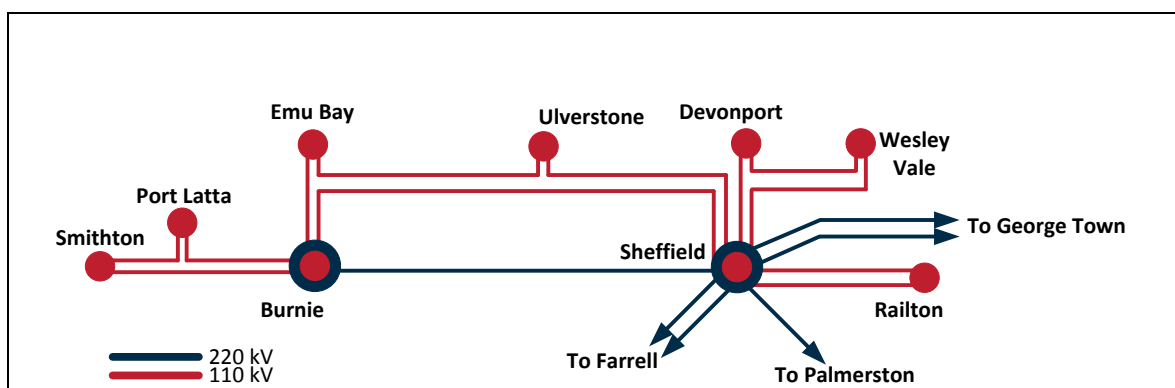 Emu Bay
Ulverstone
Devonport
Wesley
Vale
Port Latta
Smithton
Sheffield
To George Town
Burnie
Railton
To Farrell
To Palmerston
220 kV
110 kV